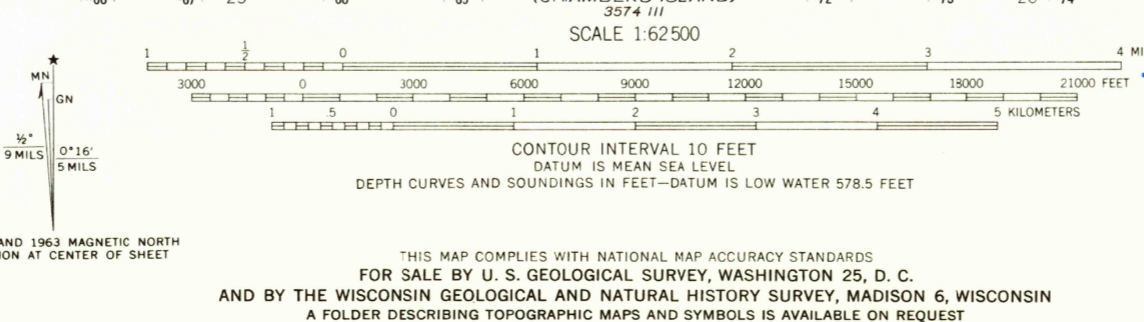 3574 III
SCALE 1:62500
1 ½ 0 1 2 3 4 MI
3000 0 3000 6000 9000 12000 15000 18000 21000 FEET
1 .5 0 1 2 3 4 5 KILOMETERS
MN
GN
½°
9 MILS
0°16′
5 MILS
CONTOUR INTERVAL 10 FEET
DATUM IS MEAN SEA LEVEL
DEPTH CURVES AND SOUNDINGS IN FEET—DATUM IS LOW WATER 578.5 FEET
AND 1963 MAGNETIC NORTH
ION AT CENTER OF SHEET
THIS MAP COMPLIES WITH NATIONAL MAP ACCURACY STANDARDS
FOR SALE BY U. S. GEOLOGICAL SURVEY, WASHINGTON 25, D. C.
AND BY THE WISCONSIN GEOLOGICAL AND NATURAL HISTORY SURVEY, MADISON 6, WISCONSIN
A FOLDER DESCRIBING TOPOGRAPHIC MAPS AND SYMBOLS IS AVAILABLE ON REQUEST